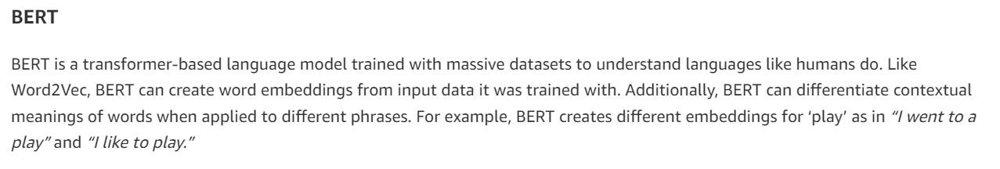 BERT
BERT is a transformer-based language model trained with massive datasets to understand languages like humans do. Like
Word2Vec, BERT can create word embeddings from input data it was trained with. Additionally, BERT can differentiate contextual
meanings of words when applied to different phrases. For example, BERT creates different embeddings for ‘play’ as in “I went to a
play” and “I like to play.”